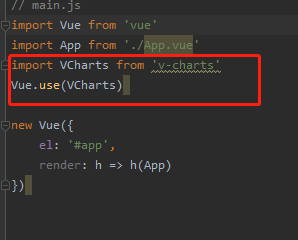 // main.js
import Vue from 'vue'
import App from './App.vue'
import VCharts from 'v-charts'
Vue.use(VCharts)
new Vue({
el: '#app',
render: h => h(App)
})